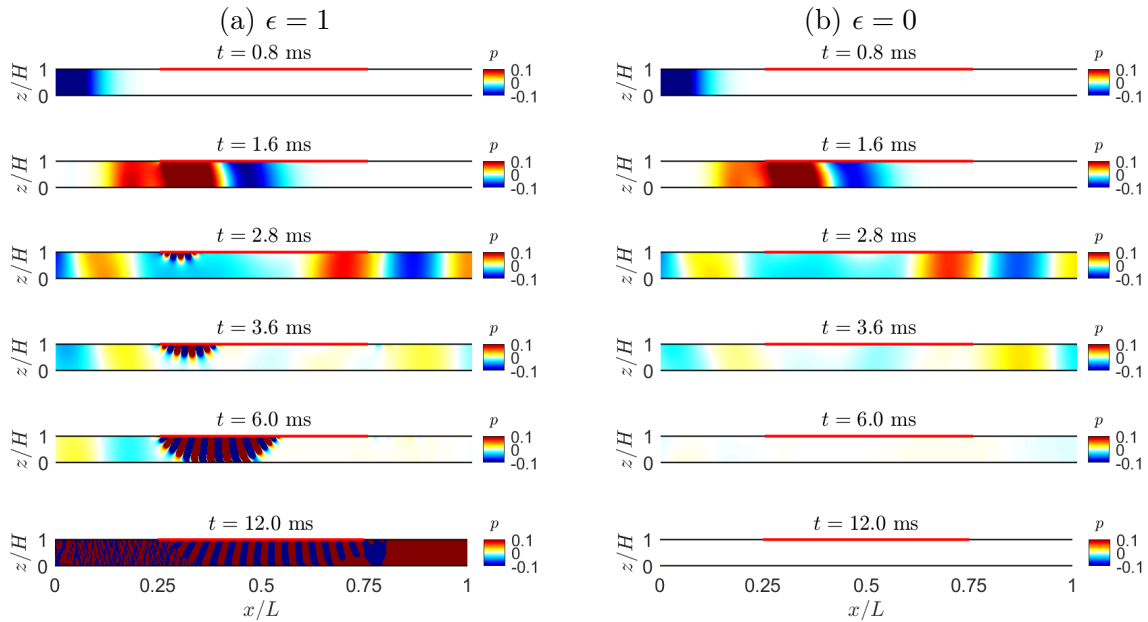 (a) ϵ = 1
t = 0.8 ms
z/H
1
0
p
0.1
0
-0.1
t = 1.6 ms
z/H
1
0
p
0.1
0
-0.1
t = 2.8 ms
z/H
1
0
p
0.1
0
-0.1
t = 3.6 ms
z/H
1
0
p
0.1
0
-0.1
t = 6.0 ms
z/H
1
0
p
0.1
0
-0.1
t = 12.0 ms
z/H
1
0
p
0.1
0
-0.1
0 0.25 0.5 0.75 1
x/L
(b) ϵ = 0
t = 0.8 ms
z/H
1
0
p
0.1
0
-0.1
t = 1.6 ms
z/H
1
0
p
0.1
0
-0.1
t = 2.8 ms
z/H
1
0
p
0.1
0
-0.1
t = 3.6 ms
z/H
1
0
p
0.1
0
-0.1
t = 6.0 ms
z/H
1
0
p
0.1
0
-0.1
t = 12.0 ms
z/H
1
0
p
0.1
0
-0.1
0 0.25 0.5 0.75 1
x/L